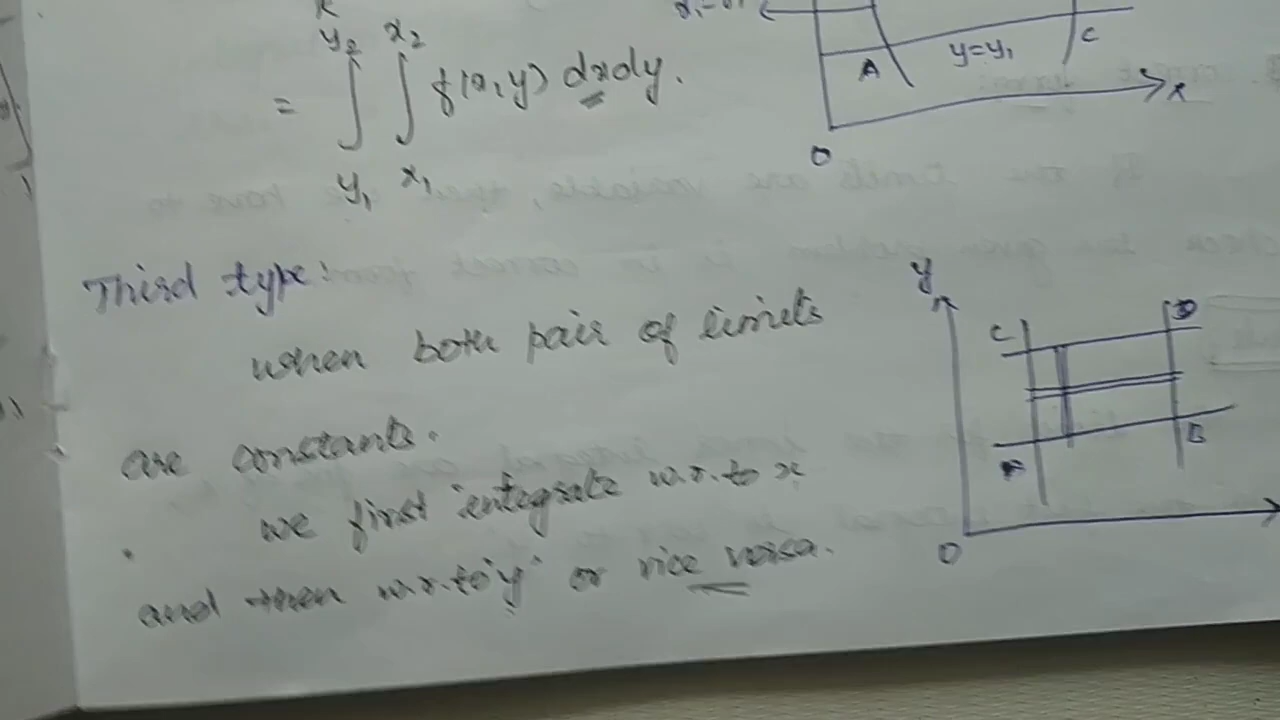 R
y₂ x₂
= ∫ ∫ f(x, y) dxdy.
y₁ x₁
A y=y₁ C
O x
Third type:
when both pair of limits
are constants.
we first integrate w.r.to x
and then w.r.to 'y' or vice versa.
y
C D
A B
O